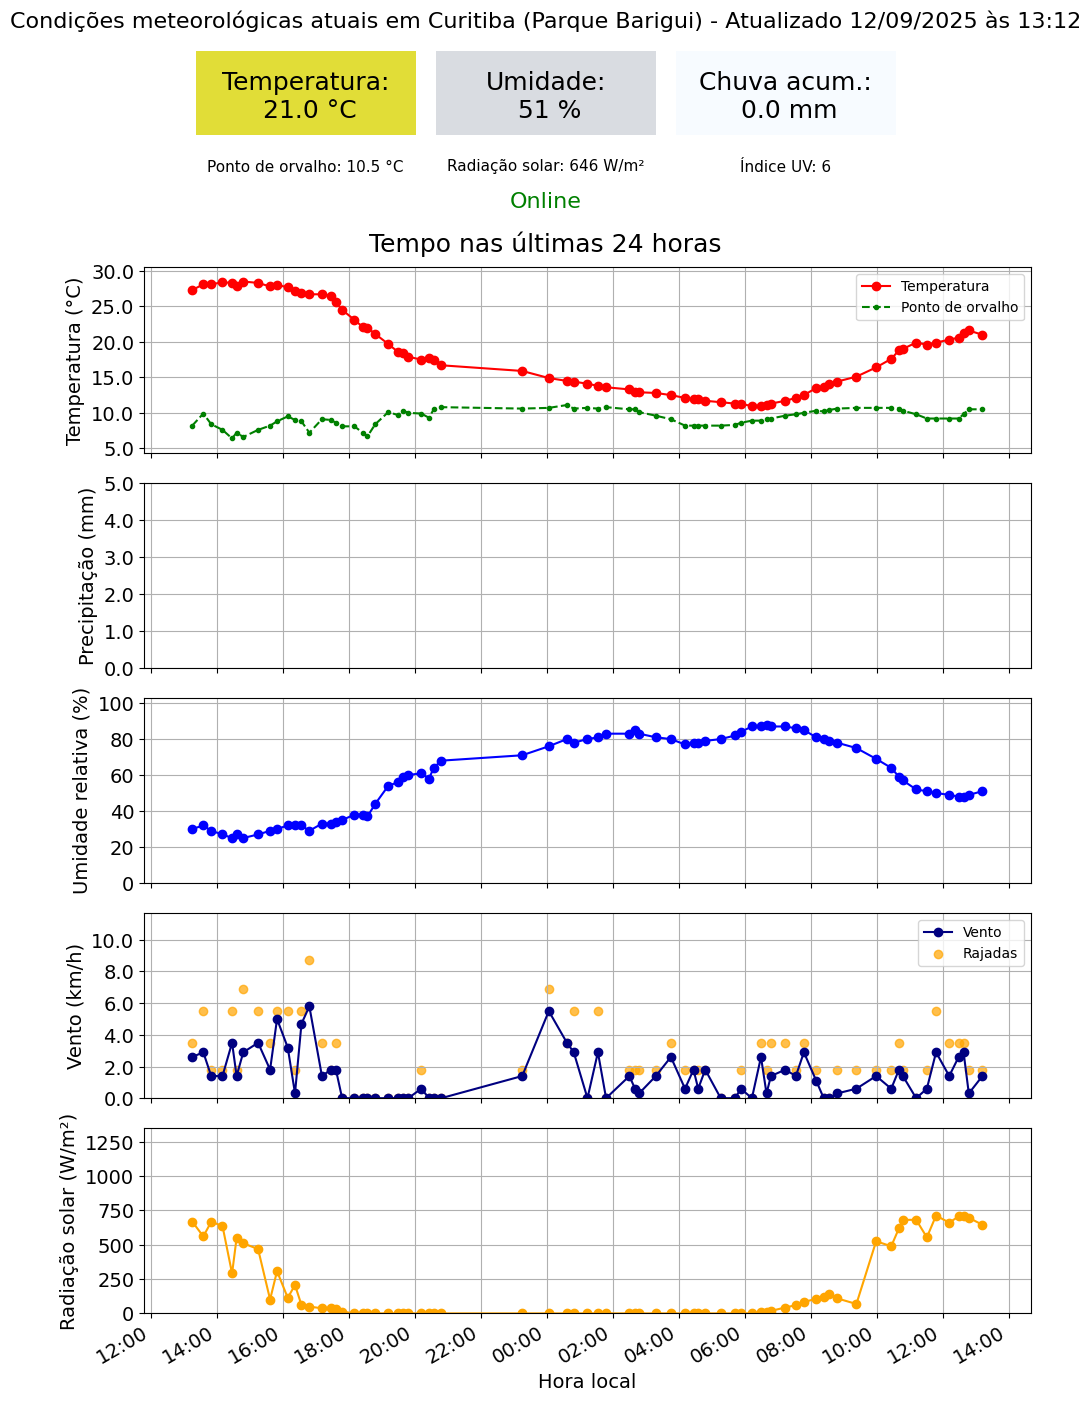 Condições meteorológicas atuais em Curitiba (Parque Barigui) - Atualizado 12/09/2025 às 13:12
Temperatura:
21.0 °C
Umidade:
51 %
Chuva acum.:
0.0 mm
Ponto de orvalho: 10.5 °C
Radiação solar: 646 W/m²
Índice UV: 6
Online
Tempo nas últimas 24 horas
Temperatura (°C)
30.0
25.0
20.0
15.0
10.0
5.0
Temperatura
Ponto de orvalho
Precipitação (mm)
5.0
4.0
3.0
2.0
1.0
0.0
Umidade relativa (%)
100
80
60
40
20
0
Vento (km/h)
10.0
8.0
6.0
4.0
2.0
0.0
Vento
Rajadas
Radiação solar (W/m²)
1250
1000
750
500
250
0
12:00
14:00
16:00
18:00
20:00
22:00
00:00
02:00
04:00
06:00
08:00
10:00
12:00
14:00
Hora local